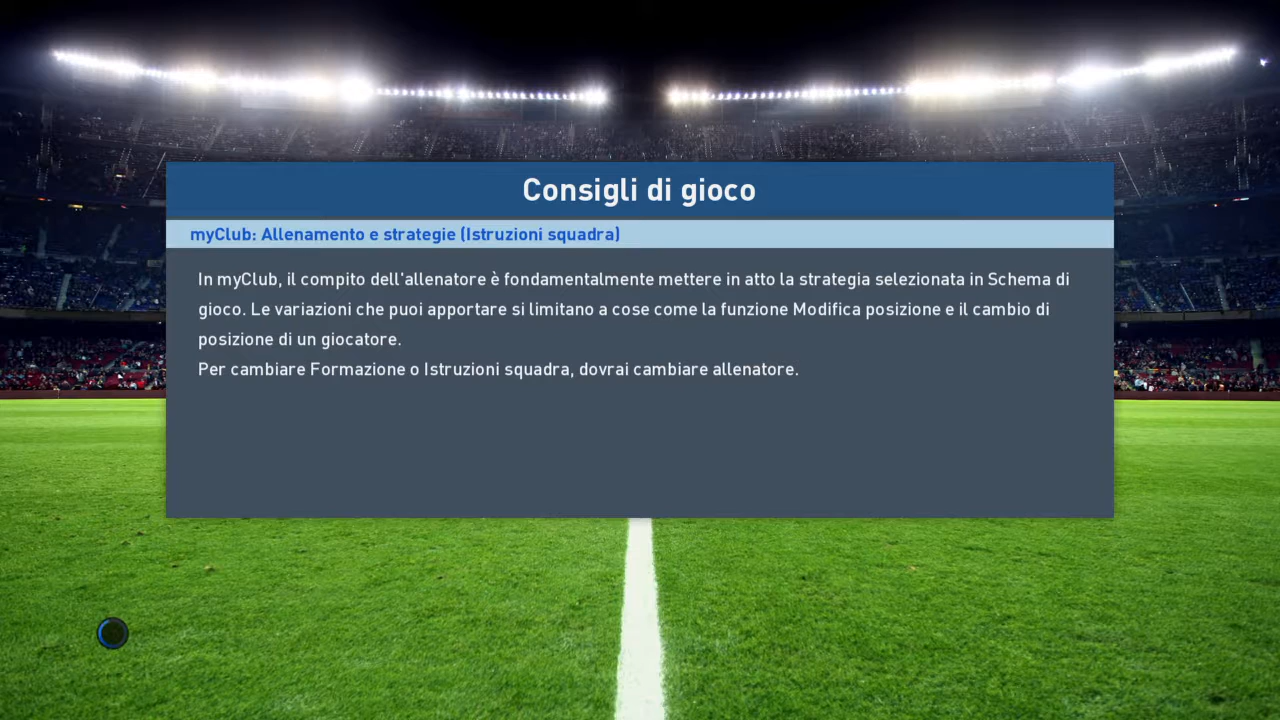 Consigli di gioco
myClub: Allenamento e strategie (Istruzioni squadra)
In myClub, il compito dell'allenatore è fondamentalmente mettere in atto la strategia selezionata in Schema di
gioco. Le variazioni che puoi apportare si limitano a cose come la funzione Modifica posizione e il cambio di
posizione di un giocatore.
Per cambiare Formazione o Istruzioni squadra, dovrai cambiare allenatore.